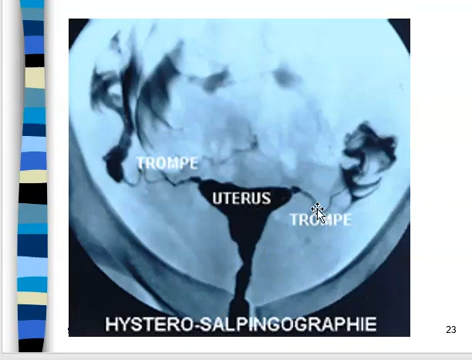 TROMPE
UTERUS
TROMPE
HYSTERO-SALPINGOGRAPHIE
23